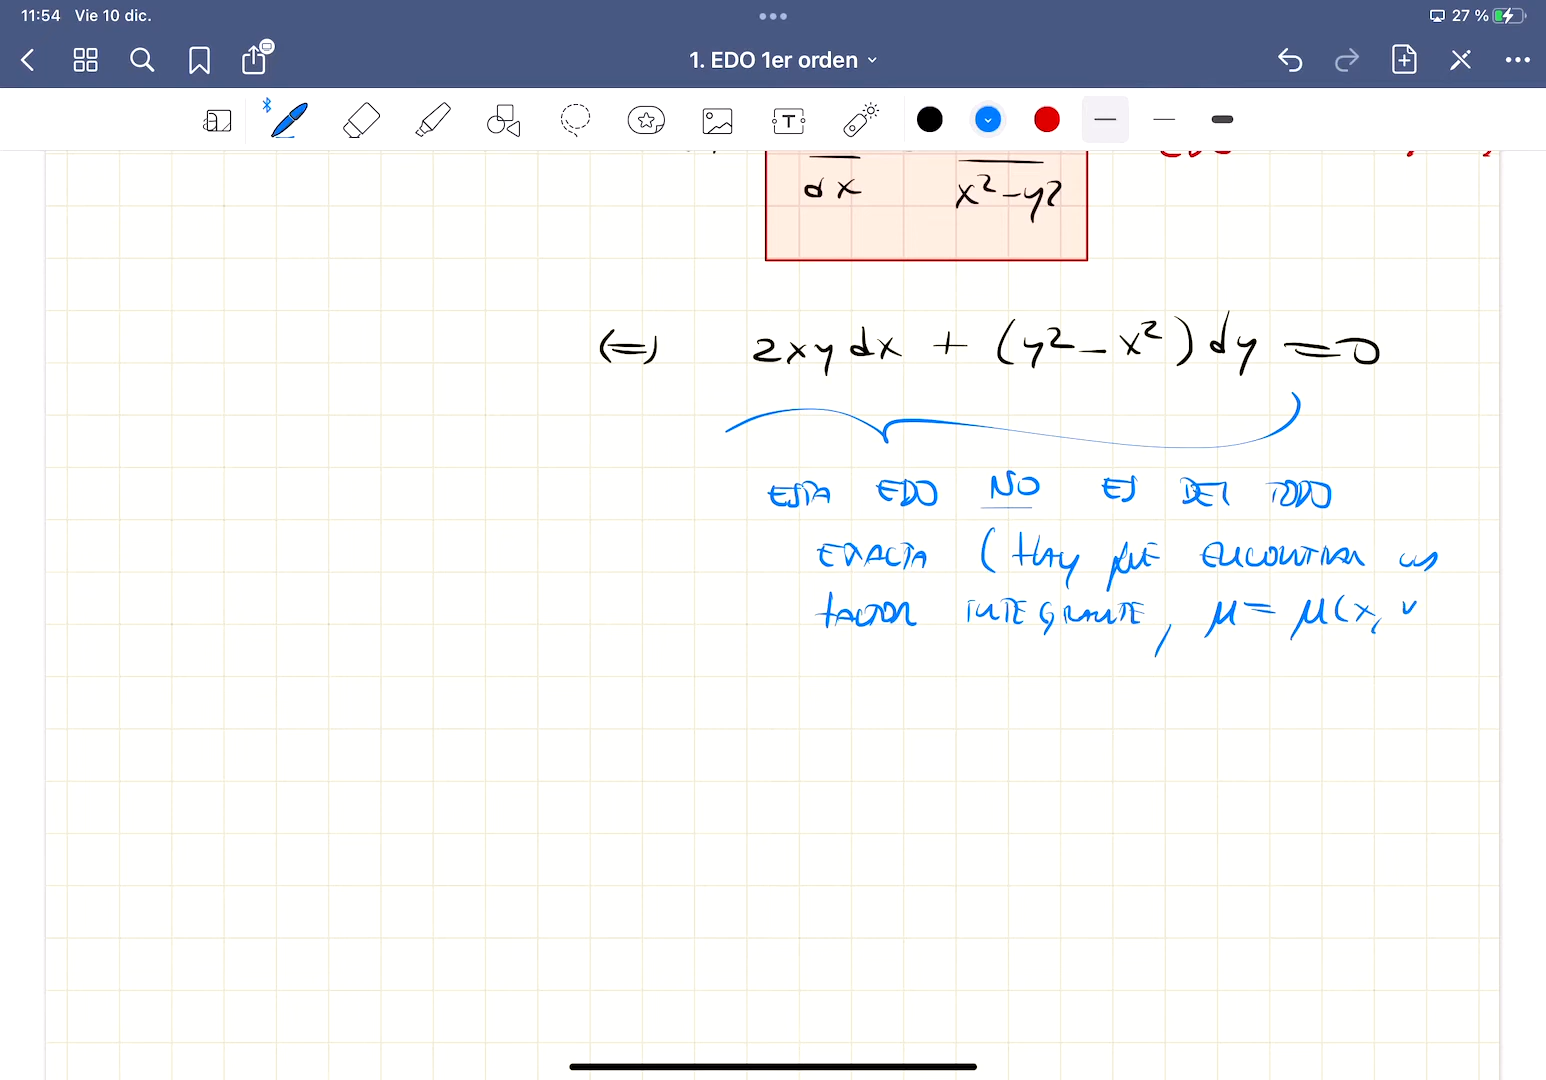 11:54 Vie 10 dic.
27 %
1. EDO 1er orden
dx x²-y²
(=) 2xy dx + (y² - x²) dy = 0
ESTA EDO NO ES DEL TODO
EXACTA (HAY QUE ENCONTRAR UN
FACTOR INTEGRANTE, μ = μ(x, y